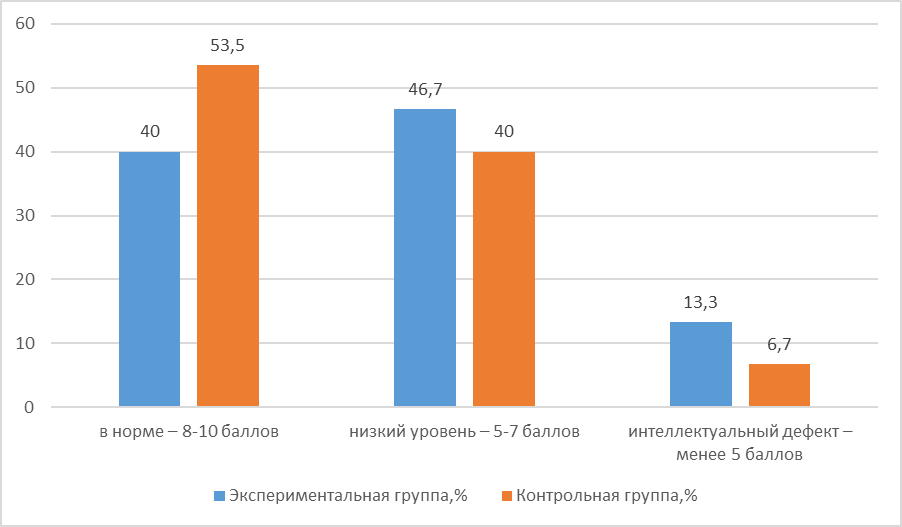 60
50
40
30
20
10
0
40
53,5
46,7
40
13,3
6,7
в норме – 8-10 баллов
низкий уровень – 5-7 баллов
интеллектуальный дефект –
менее 5 баллов
Экспериментальная группа,%
Контрольная группа,%